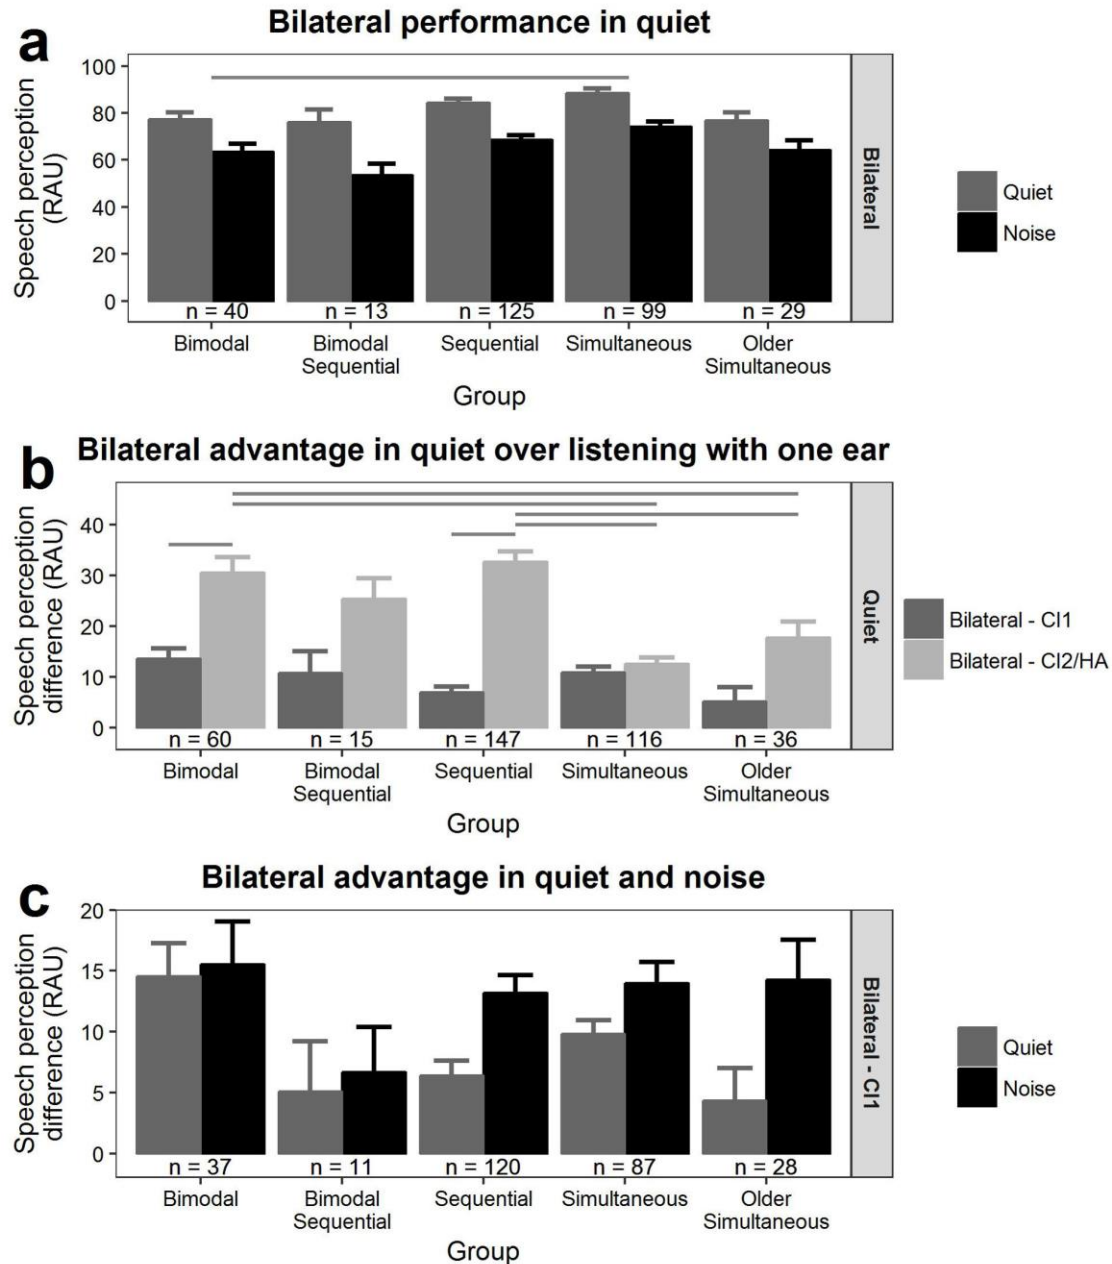 a
Bilateral performance in quiet
Speech perception
(RAU)
100
80
60
40
20
0
n = 40
n = 13
n = 125
n = 99
n = 29
Bimodal
Bimodal
Sequential
Sequential
Simultaneous
Older
Simultaneous
Group
Bilateral
Quiet
Noise
b
Bilateral advantage in quiet over listening with one ear
Speech perception
difference (RAU)
40
30
20
10
0
n = 60
n = 15
n = 147
n = 116
n = 36
Bimodal
Bimodal
Sequential
Sequential
Simultaneous
Older
Simultaneous
Group
Quiet
Bilateral - CI1
Bilateral - CI2/HA
c
Bilateral advantage in quiet and noise
Speech perception
difference (RAU)
20
15
10
5
0
n = 37
n = 11
n = 120
n = 87
n = 28
Bimodal
Bimodal
Sequential
Sequential
Simultaneous
Older
Simultaneous
Group
Bilateral - CI1
Quiet
Noise